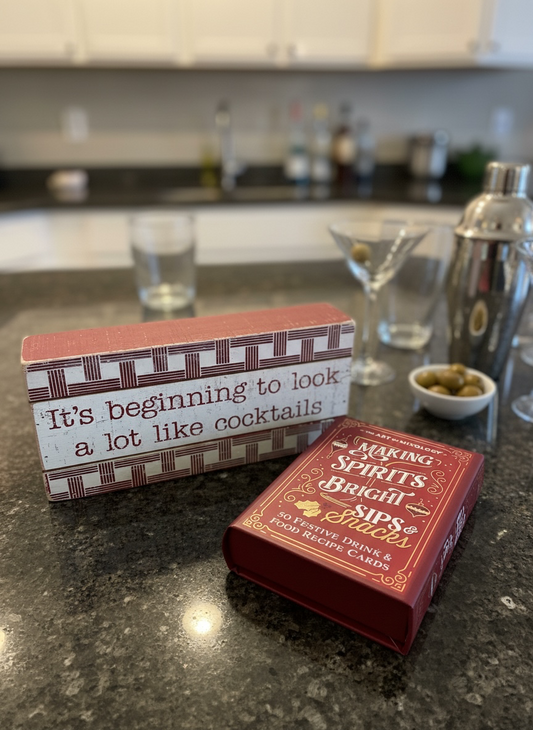 It's beginning to look
a lot like cocktails
THE ART OF MIXOLOGY
MAKING
SPIRITS
BRIGHT
SIPS &
Snacks
50 FESTIVE DRINK &
FOOD RECIPE CARDS